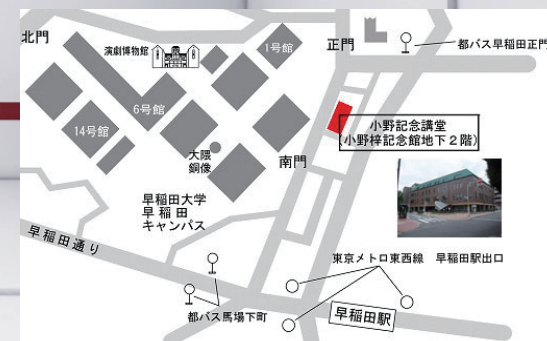 北門
演劇博物館
1号館
正門
都バス早稲田正門
6号館
14号館
大隈
銅像
南門
小野記念講堂
(小野梓記念館地下2階)
早稲田大学
早稲田
キャンパス
早稲田通り
東京メトロ東西線 早稲田駅出口
都バス馬場下町
早稲田駅